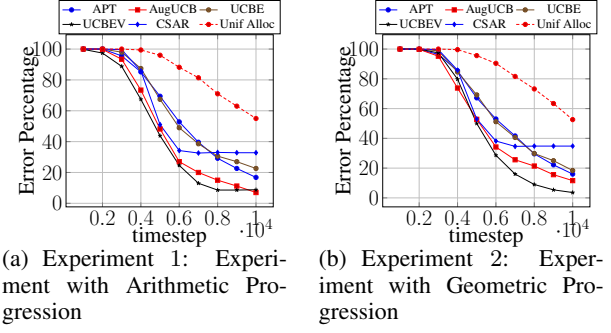 APT AugUCB UCBE
UCBEV CSAR Unif Alloc
Error Percentage
100
80
60
40
20
0
0.2 0.4 0.6 0.8 1
·10⁴
timestep
(a) Experiment 1: Experi-
ment with Arithmetic Pro-
gression
APT AugUCB UCBE
UCBEV CSAR Unif Alloc
Error Percentage
100
80
60
40
20
0
0.2 0.4 0.6 0.8 1
·10⁴
timestep
(b) Experiment 2: Exper-
iment with Geometric Pro-
gression